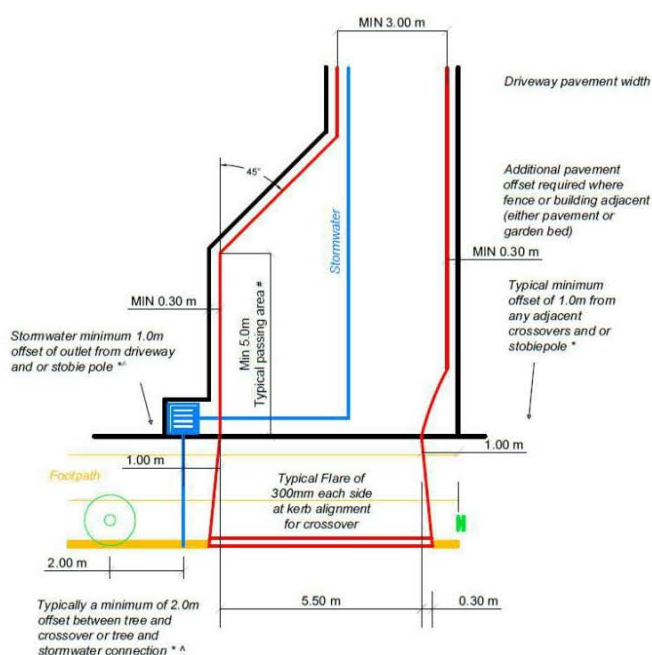 MIN 3.00 m
Driveway pavement width
45°
Additional pavement
offset required where
fence or building adjacent
(either pavement or
garden bed)
Stormwater
MIN 0.30 m
MIN 0.30 m
Typical minimum
offset of 1.0m from
any adjacent
crossovers and or
stobiepole *
Min 5.0m
Typical passing area #
Stormwater minimum 1.0m
offset of outlet from driveway
and or stobie pole *^
1.00 m
1.00 m
Footpath
Typical Flare of
300mm each side
at kerb alignment
for crossover
2.00 m
5.50 m
0.30 m
Typically a minimum of 2.0m
offset between tree and
crossover or tree and
stormwater connection * ^